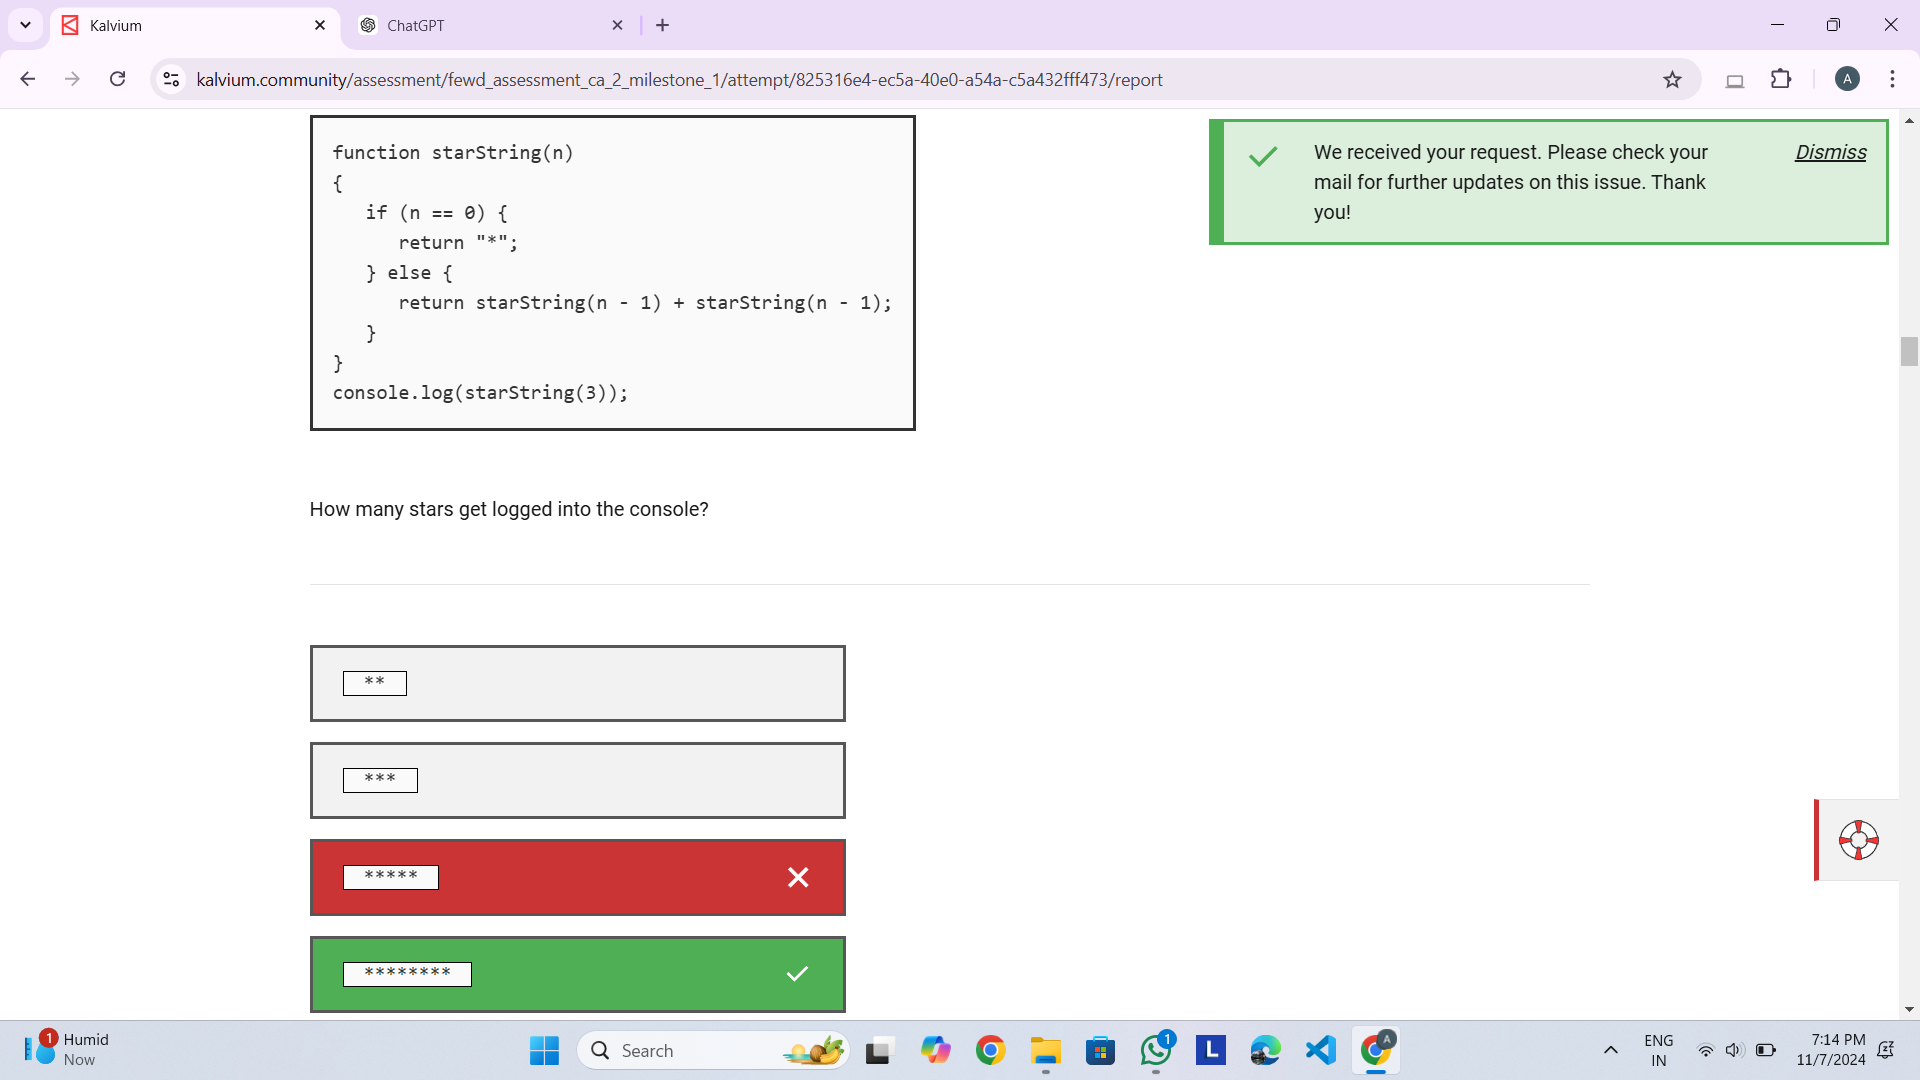 Kalvium
ChatGPT
kalvium.community/assessment/fewd_assessment_ca_2_milestone_1/attempt/825316e4-ec5a-40e0-a54a-c5a432fff473/report
A
function starString(n)
{
if (n == 0) {
return "*";
} else {
return starString(n - 1) + starString(n - 1);
}
}
console.log(starString(3));
We received your request. Please check your
mail for further updates on this issue. Thank
you!
Dismiss
How many stars get logged into the console?
**
***
*****
********
1
Humid
Now
Search
1
L
A
ENG
IN
7:14 PM
11/7/2024